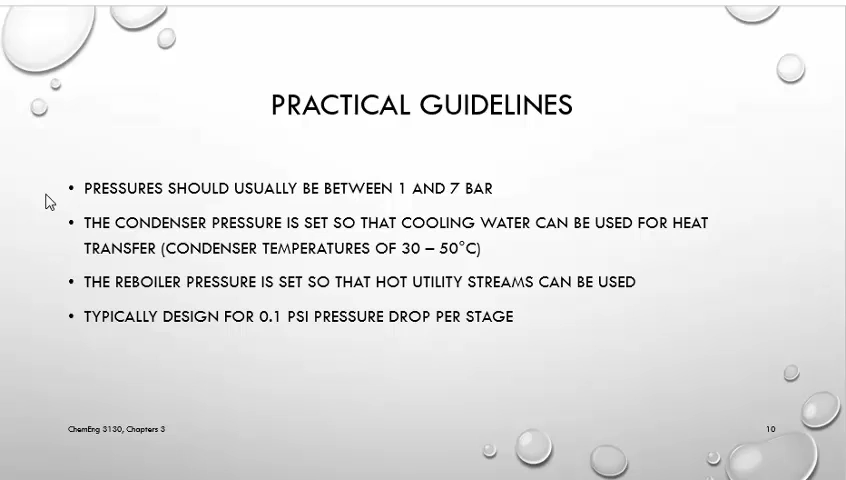 PRACTICAL GUIDELINES
• PRESSURES SHOULD USUALLY BE BETWEEN 1 AND 7 BAR
• THE CONDENSER PRESSURE IS SET SO THAT COOLING WATER CAN BE USED FOR HEAT
TRANSFER (CONDENSER TEMPERATURES OF 30 – 50°C)
• THE REBOILER PRESSURE IS SET SO THAT HOT UTILITY STREAMS CAN BE USED
• TYPICALLY DESIGN FOR 0.1 PSI PRESSURE DROP PER STAGE
ChemEng 3130, Chapters 3
10